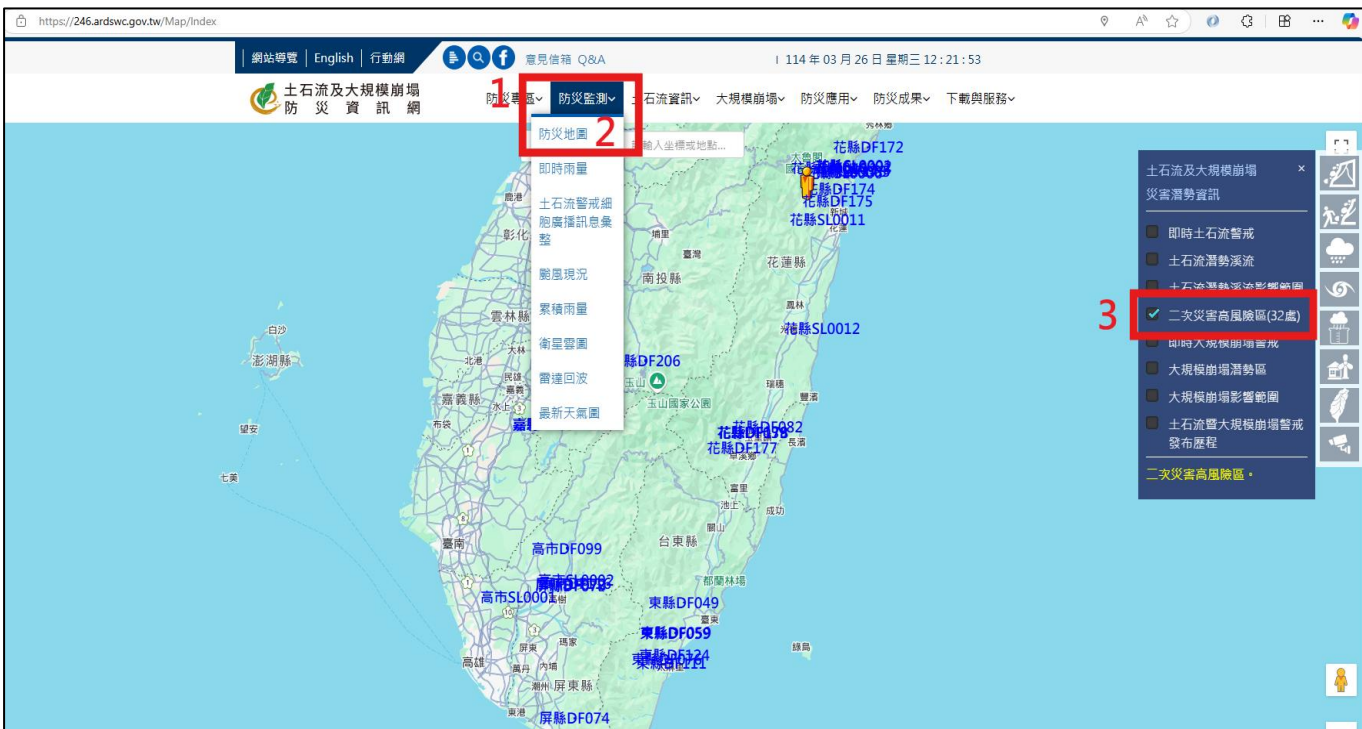 https://246.ardswc.gov.tw/Map/Index
網站導覽 | English | 行動網
意見信箱 Q&A
114 年 03 月 26 日 星期三 12 : 21 : 53
土石流及大規模崩塌
防 災 資 訊 網
1
防災專區
防災監測
土石流資訊
大規模崩塌
防災應用
防災成果
下載與服務
防災地圖
2
即時雨量
土石流警戒細
胞廣播訊息彙
整
颱風現況
累積雨量
衛星雲圖
雷達回波
最新天氣圖
輸入坐標或地點...
秀林鄉
花縣DF172
花縣DF174
花縣DF175
新城
花縣SL0011
花蓮
鹿港
彰化
埔里
臺灣
花蓮縣
南投縣
鳳林
雲林縣
花縣SL0012
白沙
澎湖縣
北港
大林
縣DF206
民雄
嘉義
玉山
瑞穗
豐濱
嘉義縣
水上
玉山國家公園
布袋
望安
花縣DF177
長濱
七美
富里
池上
成功
關山
臺南
高市DF099
台東縣
都蘭林場
高市SL0001
高樹
東縣DF049
臺東
東縣DF059
屏東
瑪家
綠島
高雄
萬丹
內埔
潮州
屏東縣
東港
屏縣DF074
土石流及大規模崩塌 ×
災害潛勢資訊
即時土石流警戒
土石流潛勢溪流
土石流潛勢溪流影響範圍
3
二次災害高風險區(32處)
即時大規模崩塌警戒
大規模崩塌潛勢區
大規模崩塌影響範圍
土石流暨大規模崩塌警戒
發布歷程
二次災害高風險區。